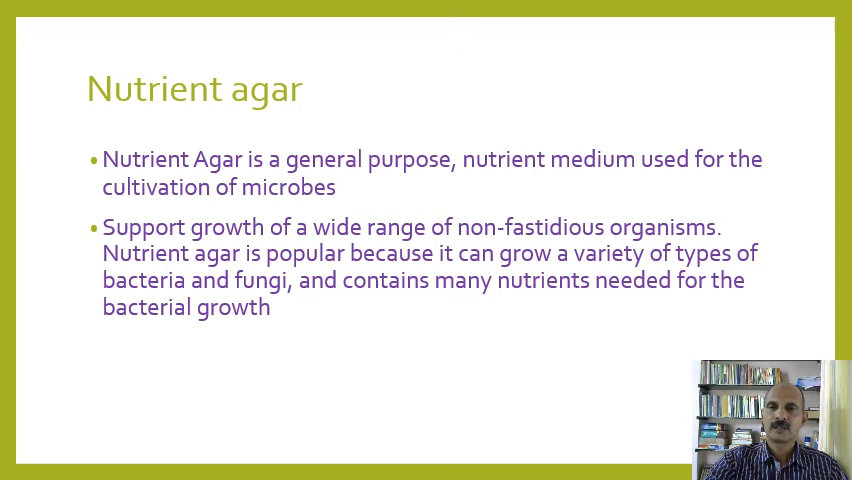 Nutrient agar
• Nutrient Agar is a general purpose, nutrient medium used for the
cultivation of microbes
• Support growth of a wide range of non-fastidious organisms.
Nutrient agar is popular because it can grow a variety of types of
bacteria and fungi, and contains many nutrients needed for the
bacterial growth